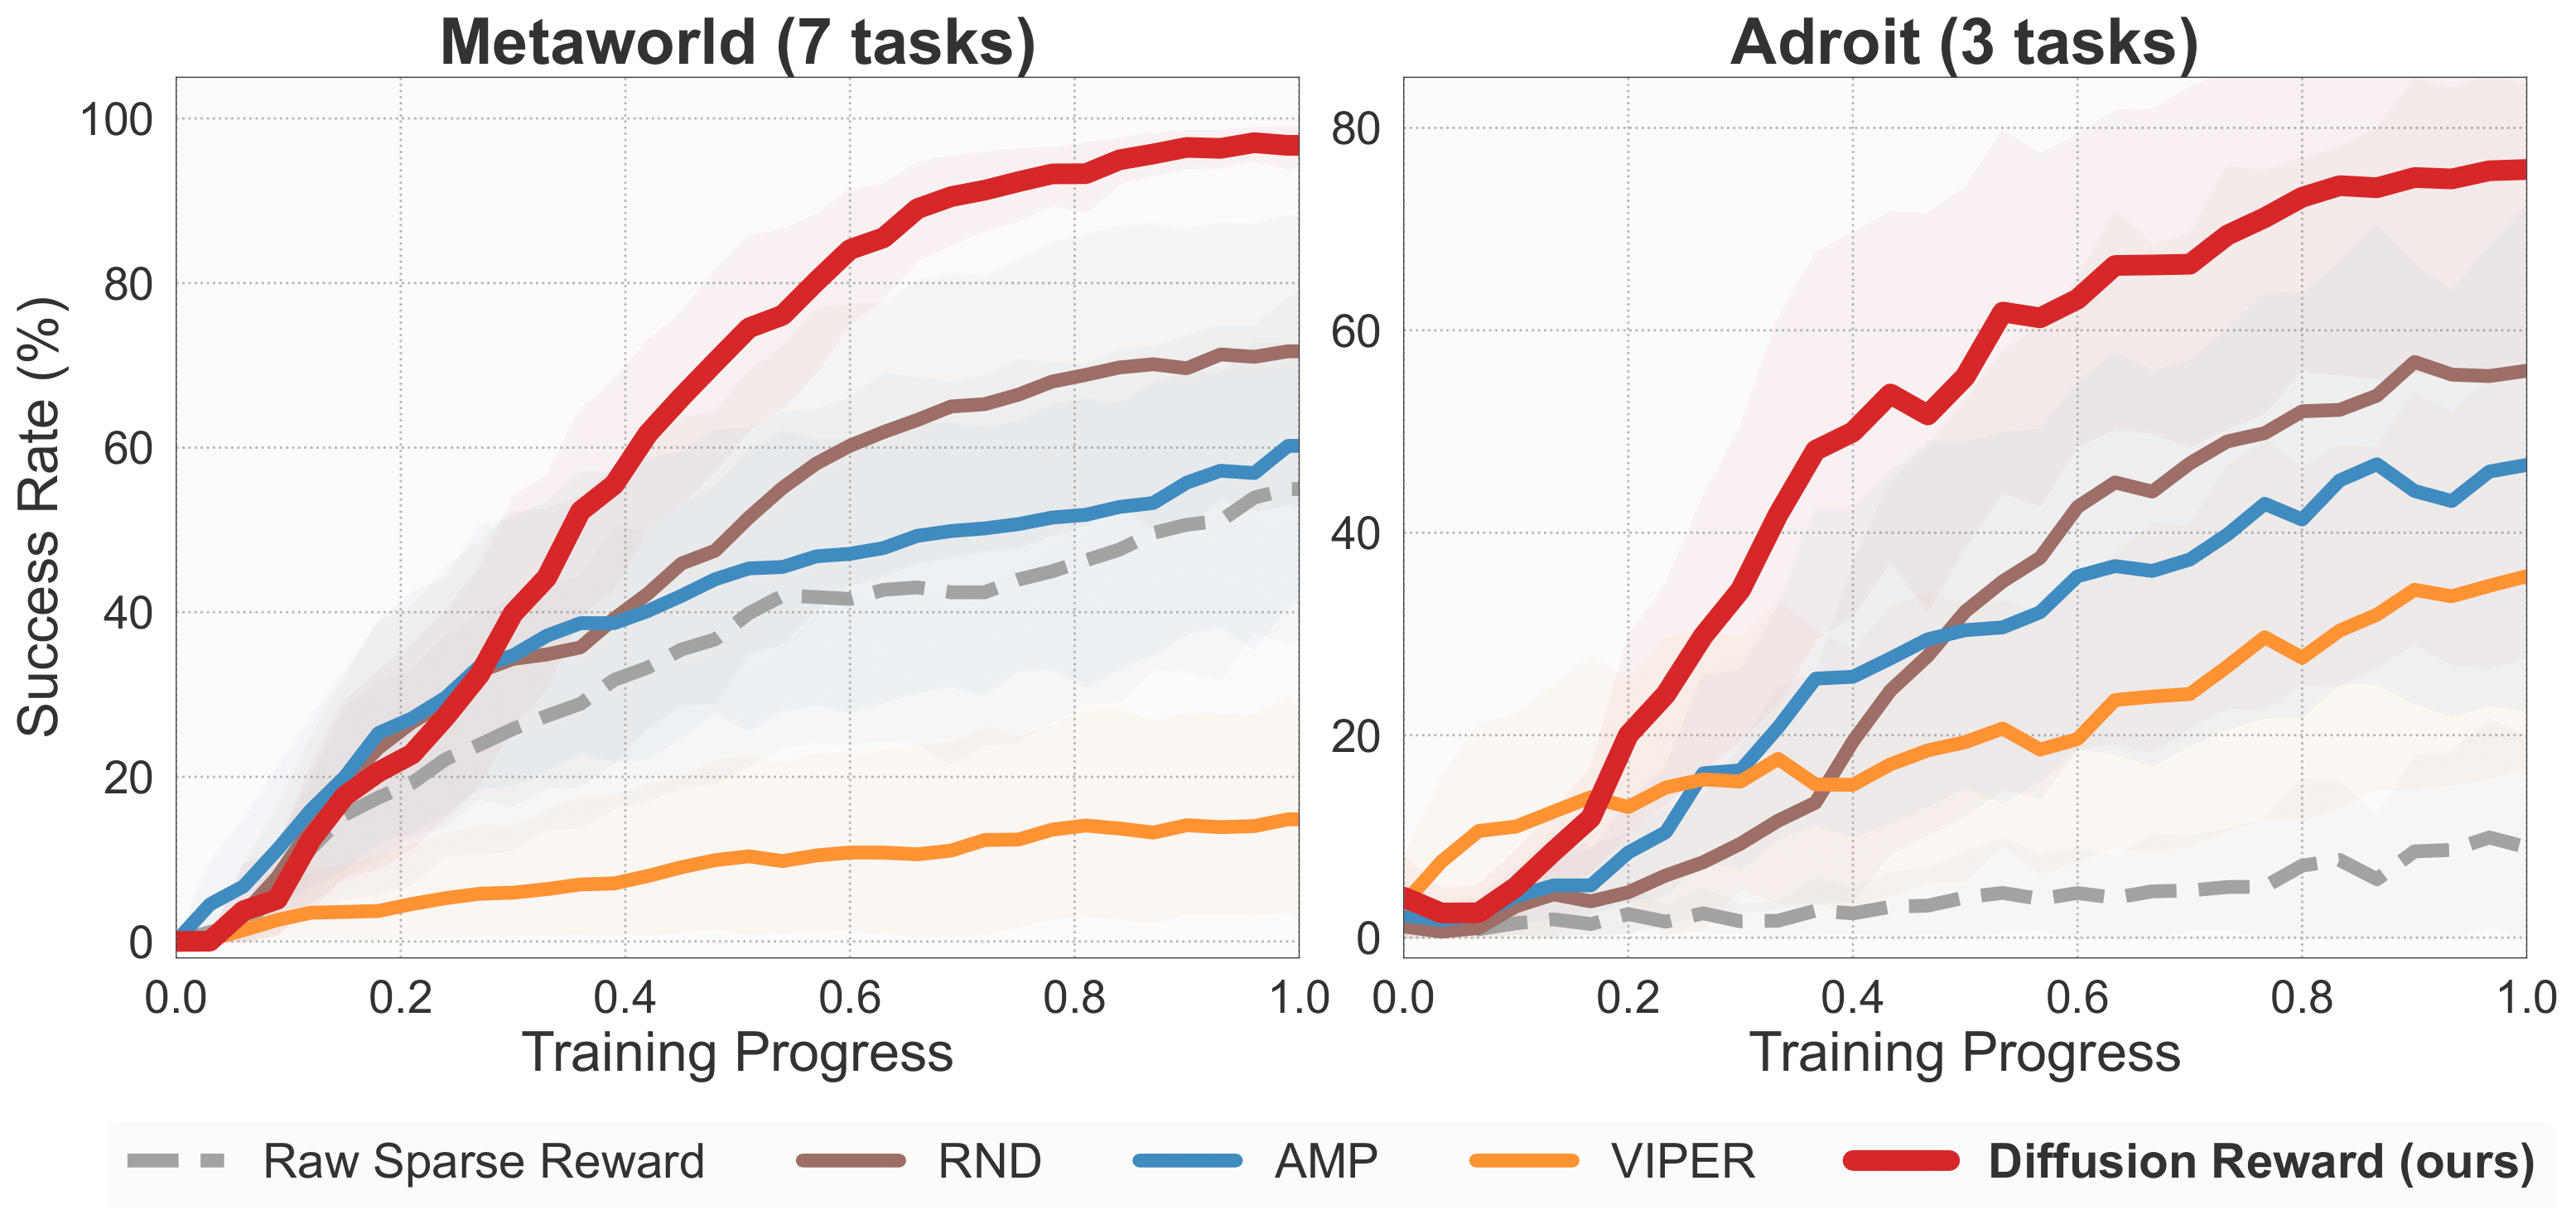 Metaworld (7 tasks)
Adroit (3 tasks)
Success Rate (%)
100
80
60
40
20
0
80
60
40
20
0
0.0 0.2 0.4 0.6 0.8 1.0
0.0 0.2 0.4 0.6 0.8 1.0
Training Progress
Training Progress
Raw Sparse Reward RND AMP VIPER Diffusion Reward (ours)